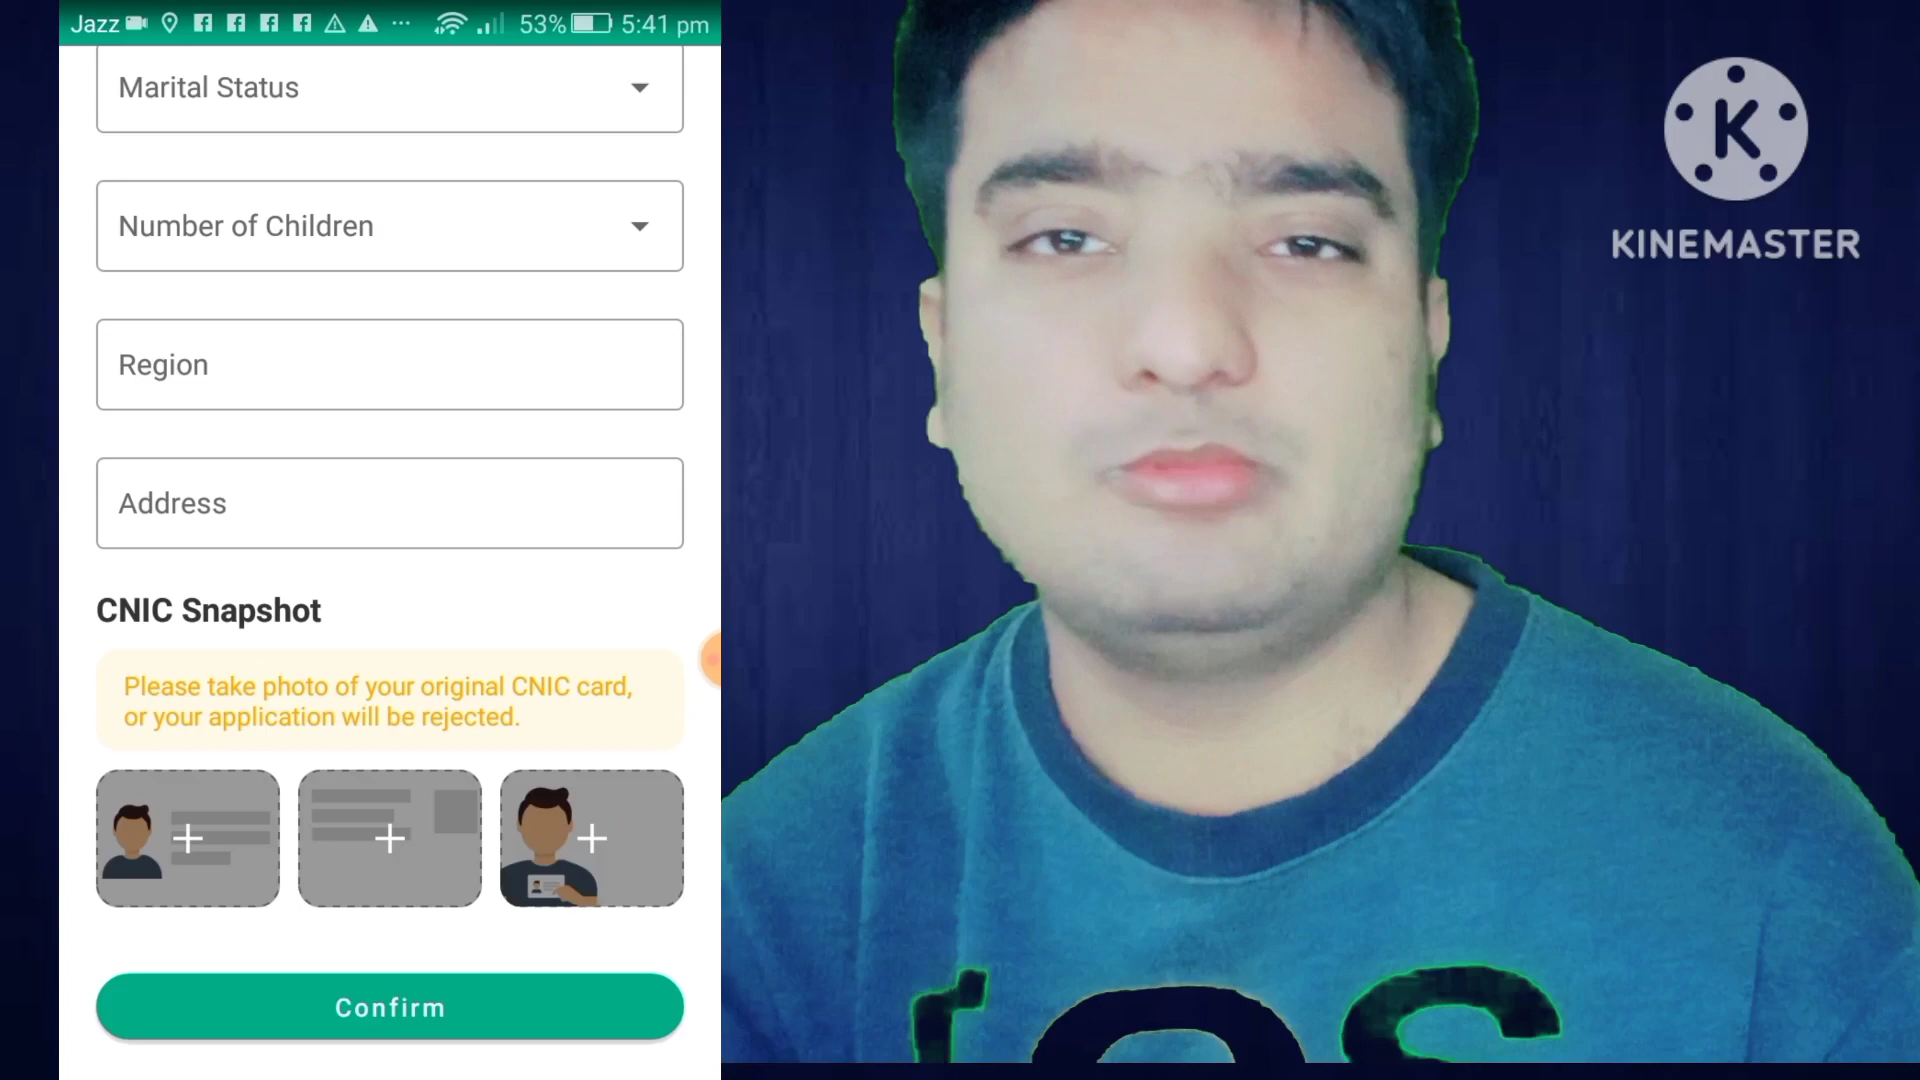 Jazz 53% 5:41 pm
Marital Status
Number of Children
Region
Address
CNIC Snapshot
Please take photo of your original CNIC card,
or your application will be rejected.
Confirm
K
KINEMASTER